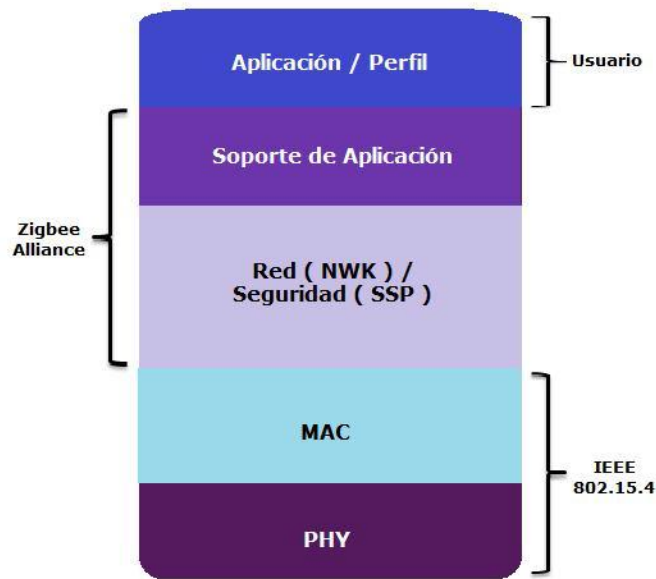 Aplicación / Perfil
Usuario
Soporte de Aplicación
Zigbee
Alliance
Red ( NWK ) /
Seguridad ( SSP )
MAC
IEEE
802.15.4
PHY